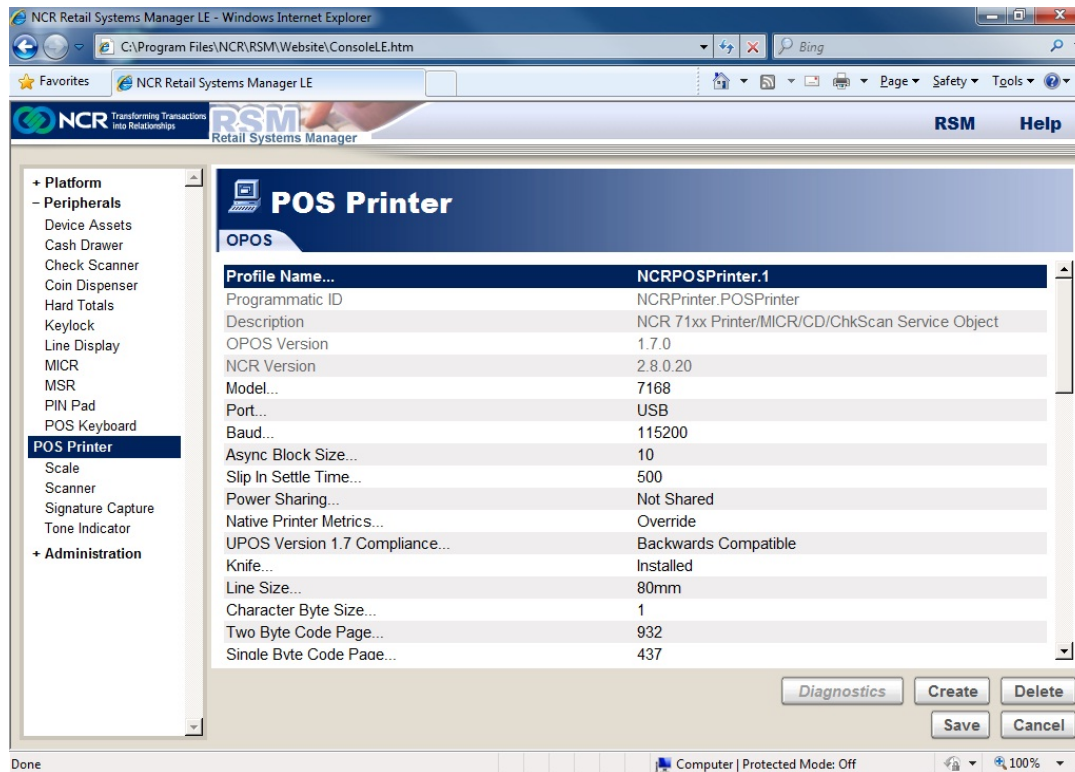 NCR Retail Systems Manager LE - Windows Internet Explorer
C:\Program Files\NCR\RSM\Website\ConsoleLE.htm
Bing
Favorites
NCR Retail Systems Manager LE
Page
Safety
Tools
NCR Transforming Transactions into Relationships
RSM
Retail Systems Manager
RSM
Help
+ Platform
– Peripherals
Device Assets
Cash Drawer
Check Scanner
Coin Dispenser
Hard Totals
Keylock
Line Display
MICR
MSR
PIN Pad
POS Keyboard
POS Printer
Scale
Scanner
Signature Capture
Tone Indicator
+ Administration
POS Printer
OPOS
Profile Name... NCRPOSPrinter.1
Programmatic ID NCRPrinter.POSPrinter
Description NCR 71xx Printer/MICR/CD/ChkScan Service Object
OPOS Version 1.7.0
NCR Version 2.8.0.20
Model... 7168
Port... USB
Baud... 115200
Async Block Size... 10
Slip In Settle Time... 500
Power Sharing... Not Shared
Native Printer Metrics... Override
UPOS Version 1.7 Compliance... Backwards Compatible
Knife... Installed
Line Size... 80mm
Character Byte Size... 1
Two Byte Code Page... 932
Single Byte Code Page... 437
Diagnostics
Create
Delete
Save
Cancel
Done
Computer | Protected Mode: Off
100%